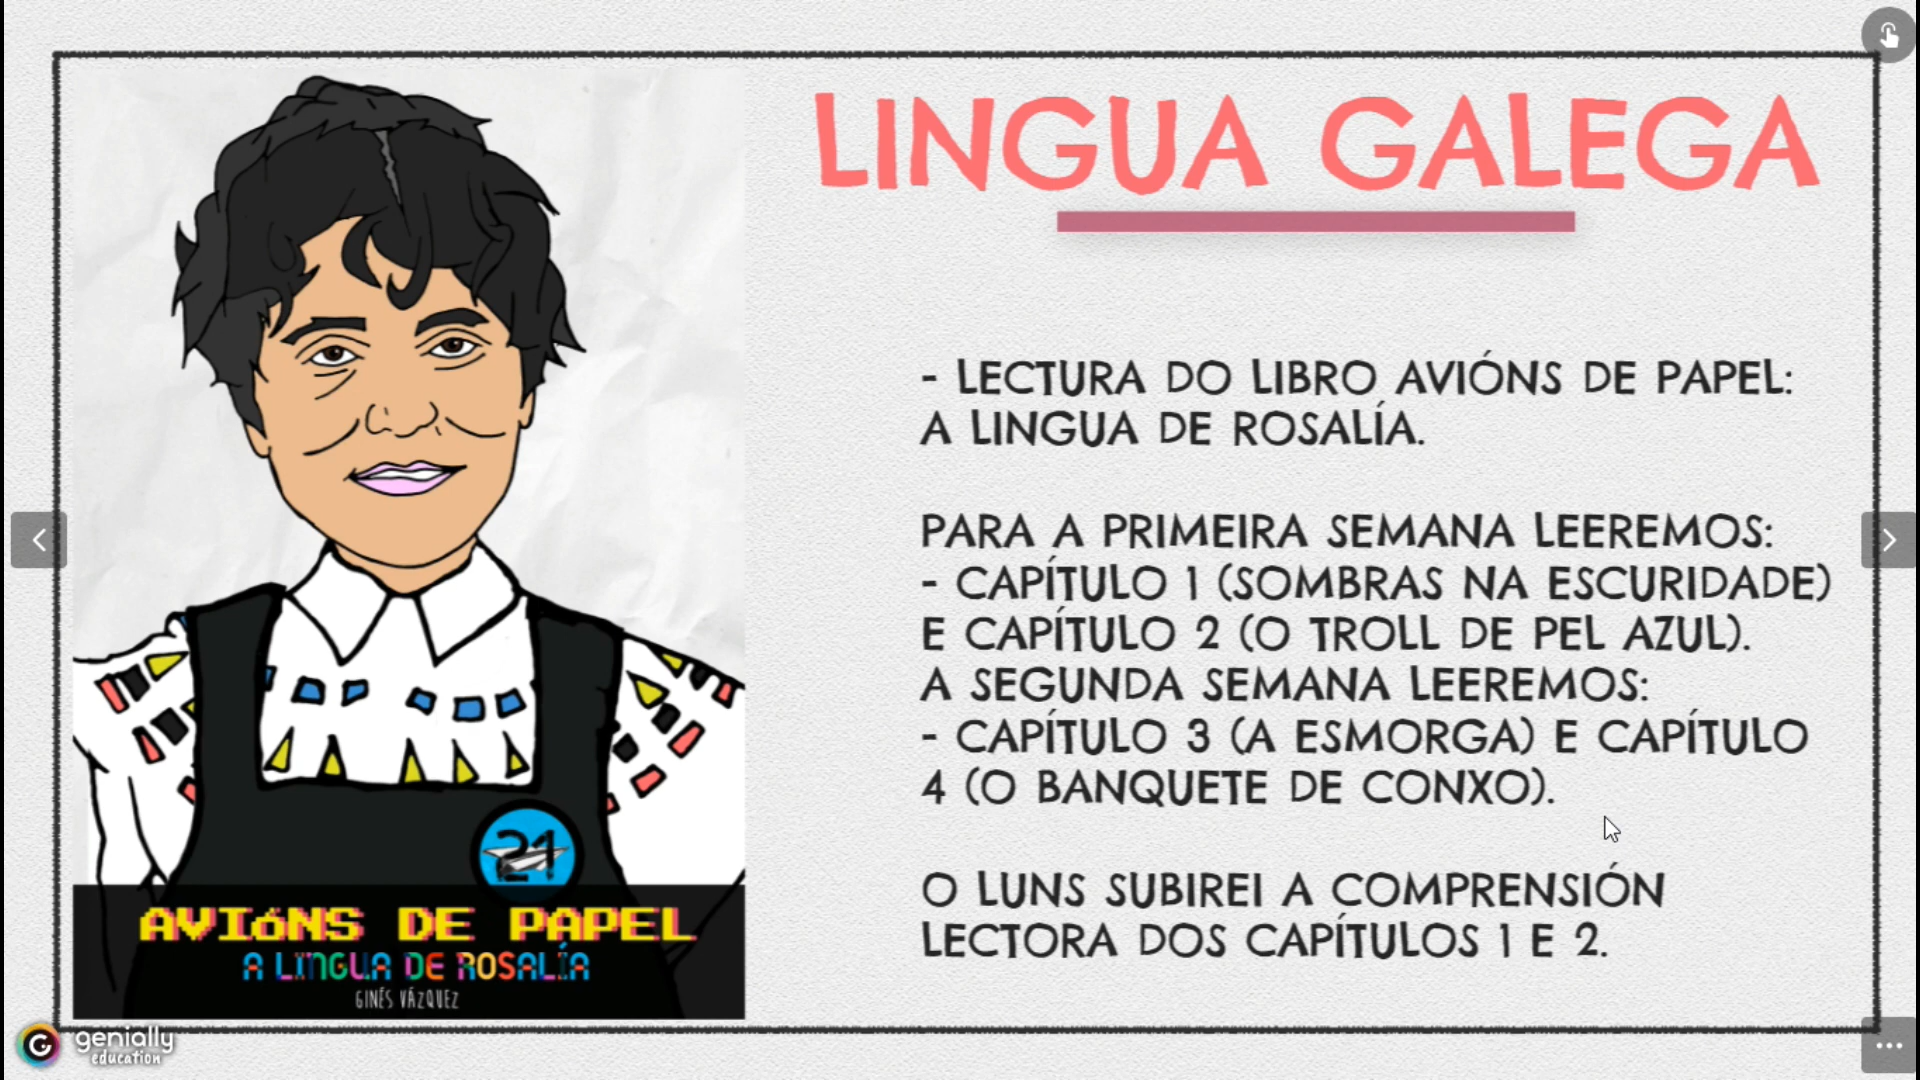 LINGUA GALEGA
- LECTURA DO LIBRO AVIÓNS DE PAPEL:
A LINGUA DE ROSALÍA.
PARA A PRIMEIRA SEMANA LEEREMOS:
- CAPÍTULO 1 (SOMBRAS NA ESCURIDADE)
E CAPÍTULO 2 (O TROLL DE PEL AZUL).
A SEGUNDA SEMANA LEEREMOS:
- CAPÍTULO 3 (A ESMORGA) E CAPÍTULO
4 (O BANQUETE DE CONXO).
O LUNS SUBIREI A COMPRENSIÓN
LECTORA DOS CAPÍTULOS 1 E 2.
21
AVIóNS DE PAPEL
A LINGUA DE ROSALÍA
GINÉS VÁZQUEZ
genially
education